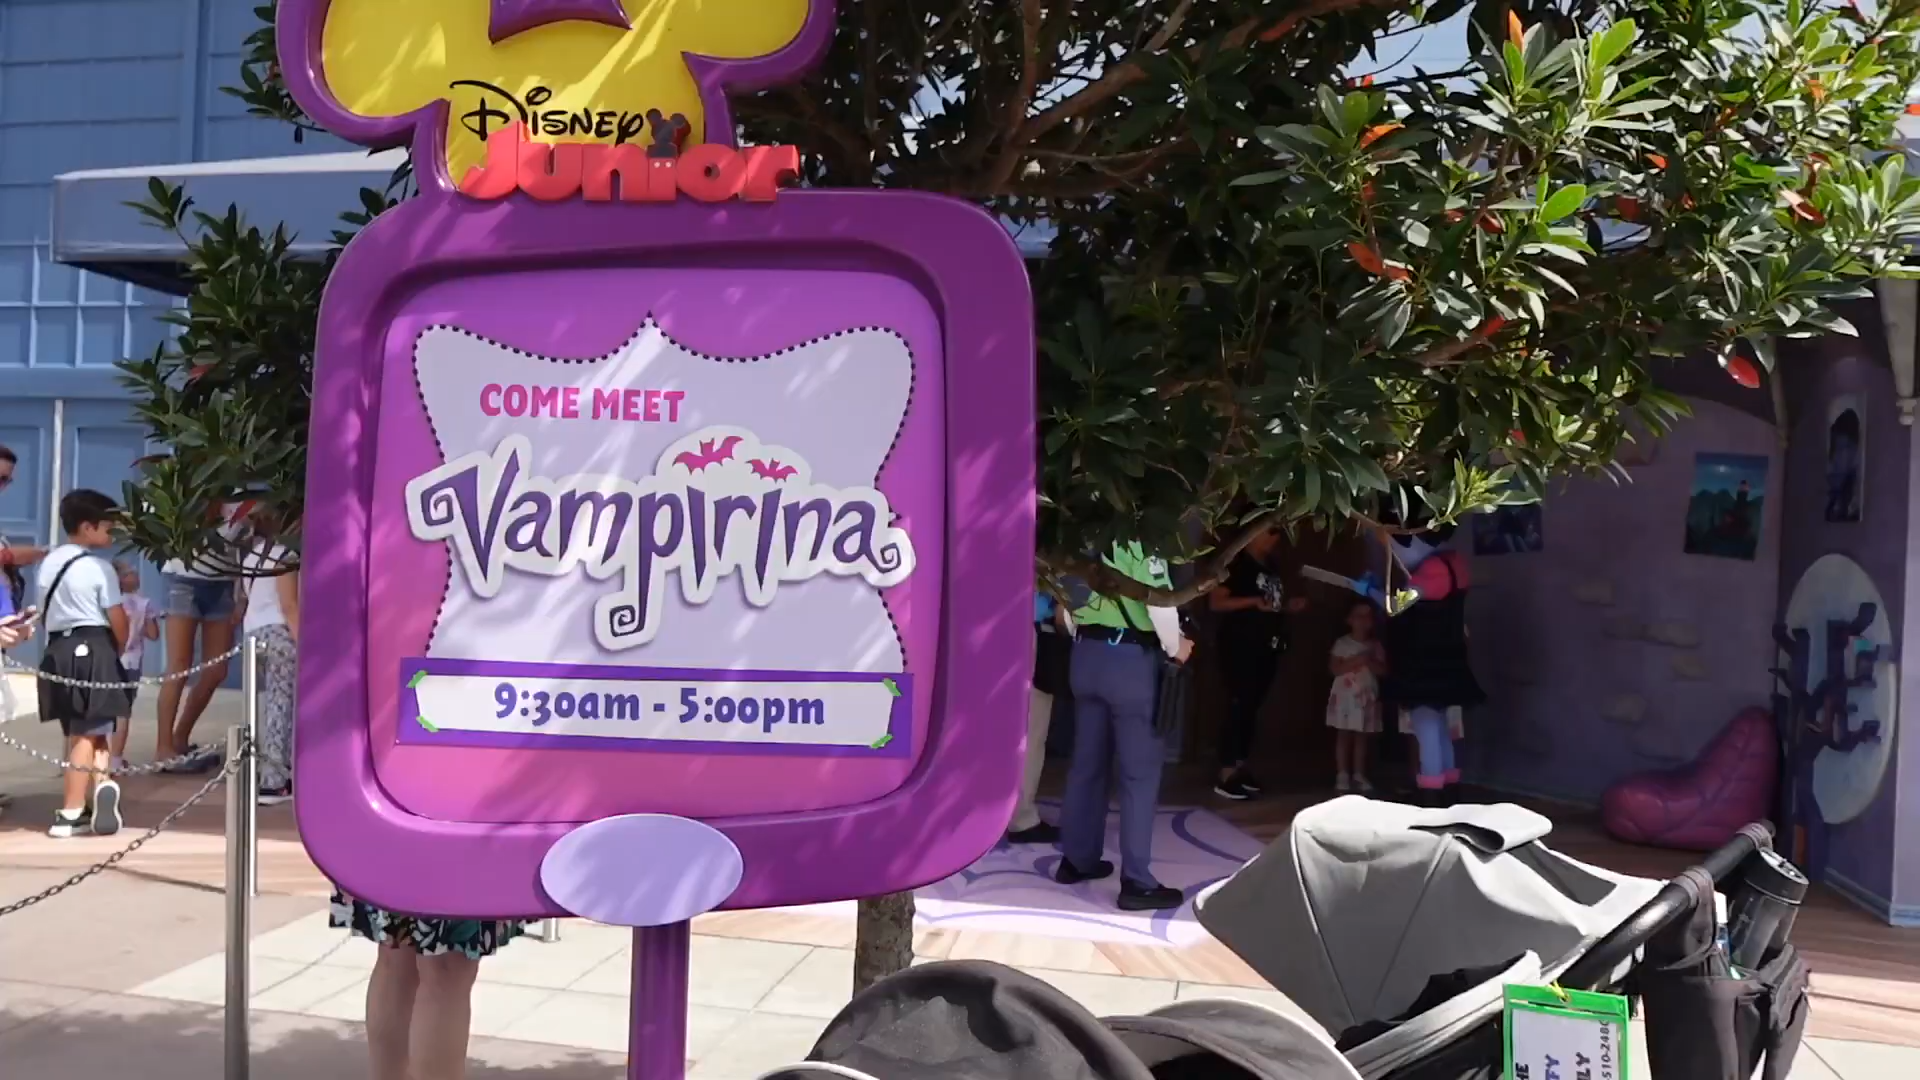 Disney
Junior
COME MEET
Vampirina
9:30am - 5:00pm